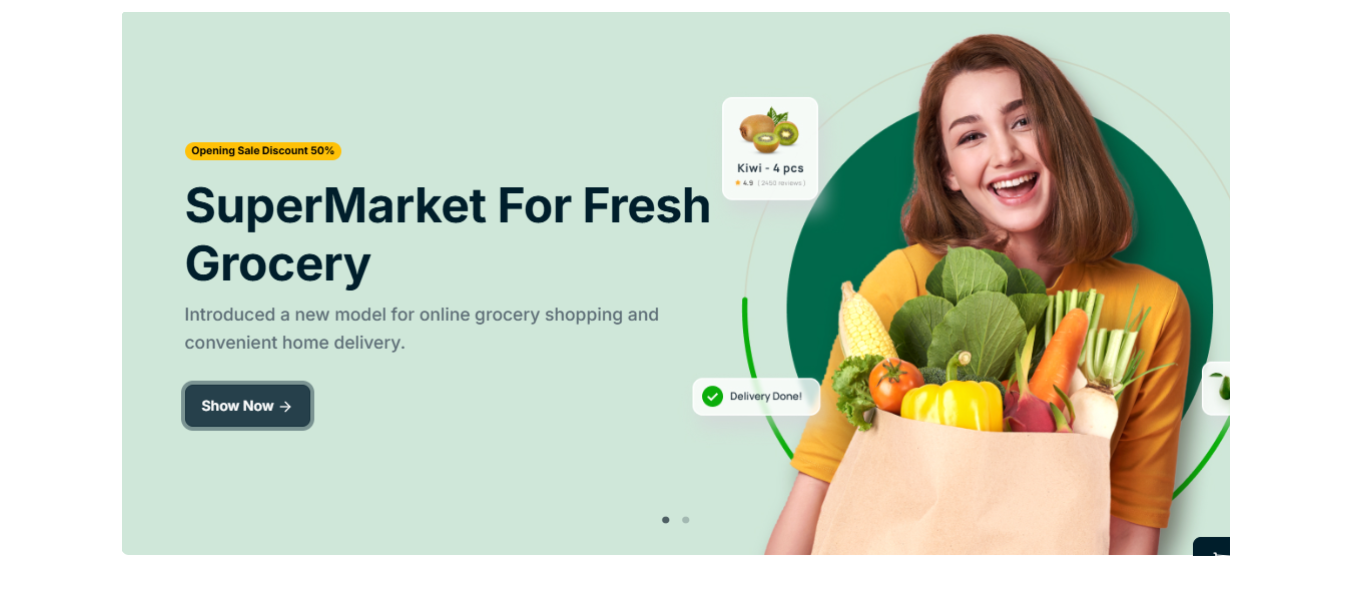 Opening Sale Discount 50%
SuperMarket For Fresh
Grocery
Introduced a new model for online grocery shopping and
convenient home delivery.
Show Now →
Kiwi - 4 pcs
4.9 ( 2450 reviews )
Delivery Done!